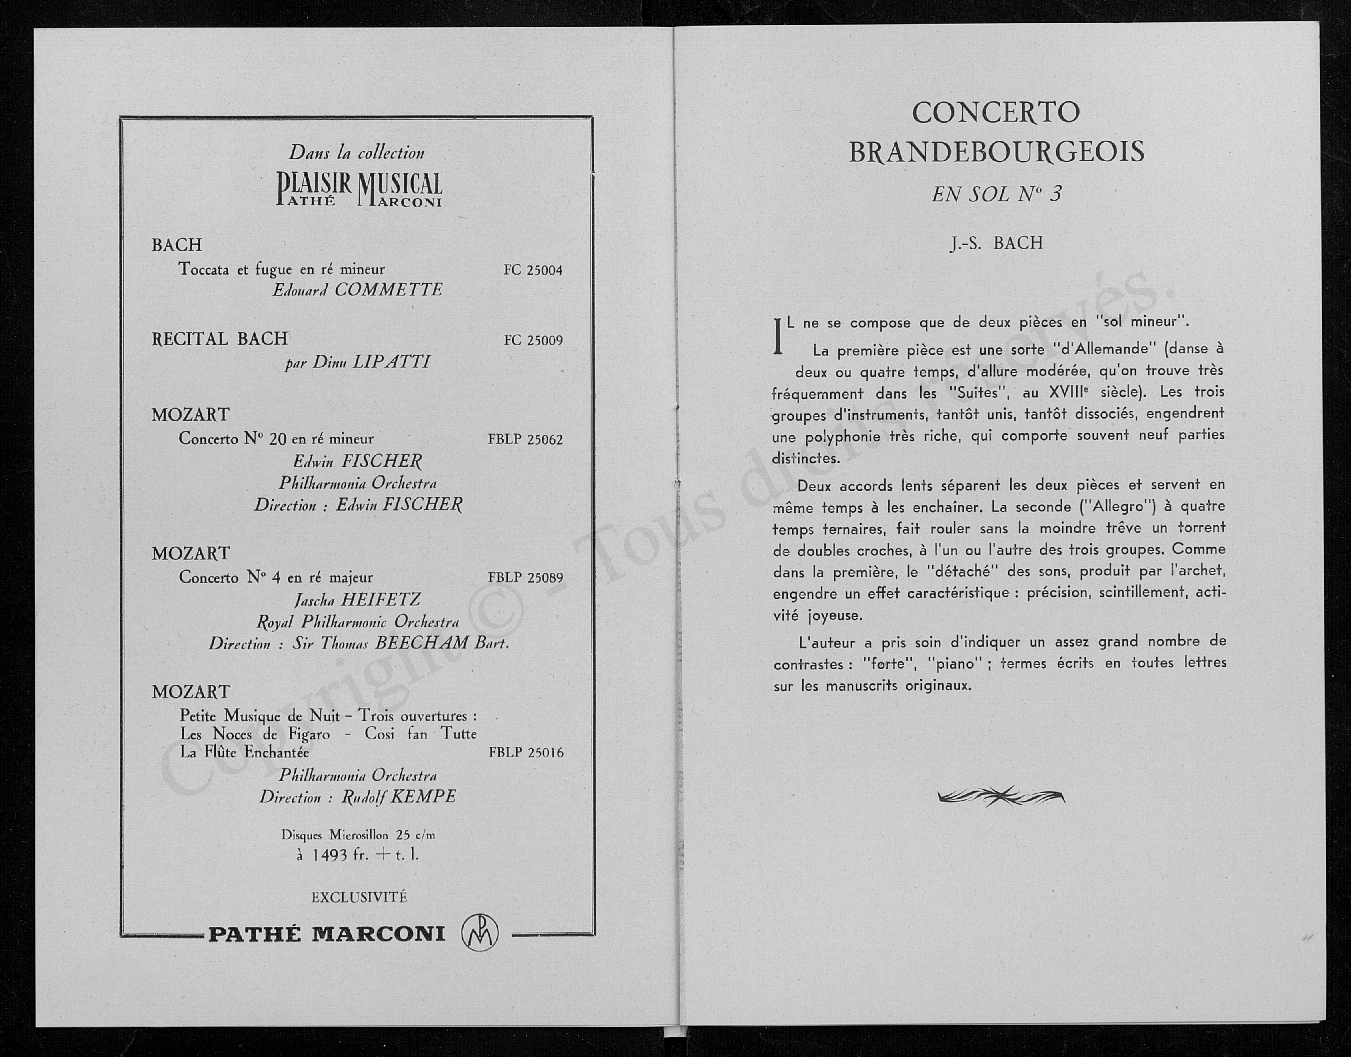 Dans la collection
PLAISIR MUSICAL
PATHÉ MARCONI
BACH
Toccata et fugue en ré mineur FC 25004
Edouard COMMETTE
RECITAL BACH FC 25009
par Dinu LIPATTI
MOZART
Concerto Nº 20 en ré mineur FBLP 25062
Edwin FISCHER
Philharmonia Orchestra
Direction : Edwin FISCHER
MOZART
Concerto Nº 4 en ré majeur FBLP 25089
Jascha HEIFETZ
Royal Philharmonic Orchestra
Direction : Sir Thomas BEECHAM Bart.
MOZART
Petite Musique de Nuit – Trois ouvertures :
Les Noces de Figaro - Cosi fan Tutte
La Flûte Enchantée FBLP 25016
Philharmonia Orchestra
Direction : Rudolf KEMPE
Disques Microsillon 25 c/m
à 1493 fr. + t. l.
EXCLUSIVITÉ
PATHÉ MARCONI PM
CONCERTO
BRANDEBOURGEOIS
EN SOL Nº 3
J.-S. BACH
IL ne se compose que de deux pièces en "sol mineur".
La première pièce est une sorte "d'Allemande" (danse à
deux ou quatre temps, d'allure modérée, qu'on trouve très
fréquemment dans les "Suites", au XVIIIe siècle). Les trois
groupes d'instruments, tantôt unis, tantôt dissociés, engendrent
une polyphonie très riche, qui comporte souvent neuf parties
distinctes.
Deux accords lents séparent les deux pièces et servent en
même temps à les enchainer. La seconde ("Allegro") à quatre
temps ternaires, fait rouler sans la moindre trêve un torrent
de doubles croches, à l'un ou l'autre des trois groupes. Comme
dans la première, le "détaché" des sons, produit par l'archet,
engendre un effet caractéristique : précision, scintillement, acti-
vité joyeuse.
L'auteur a pris soin d'indiquer un assez grand nombre de
contrastes : "forte", "piano" ; termes écrits en toutes lettres
sur les manuscrits originaux.
Copyright © - Tous droits réservés.